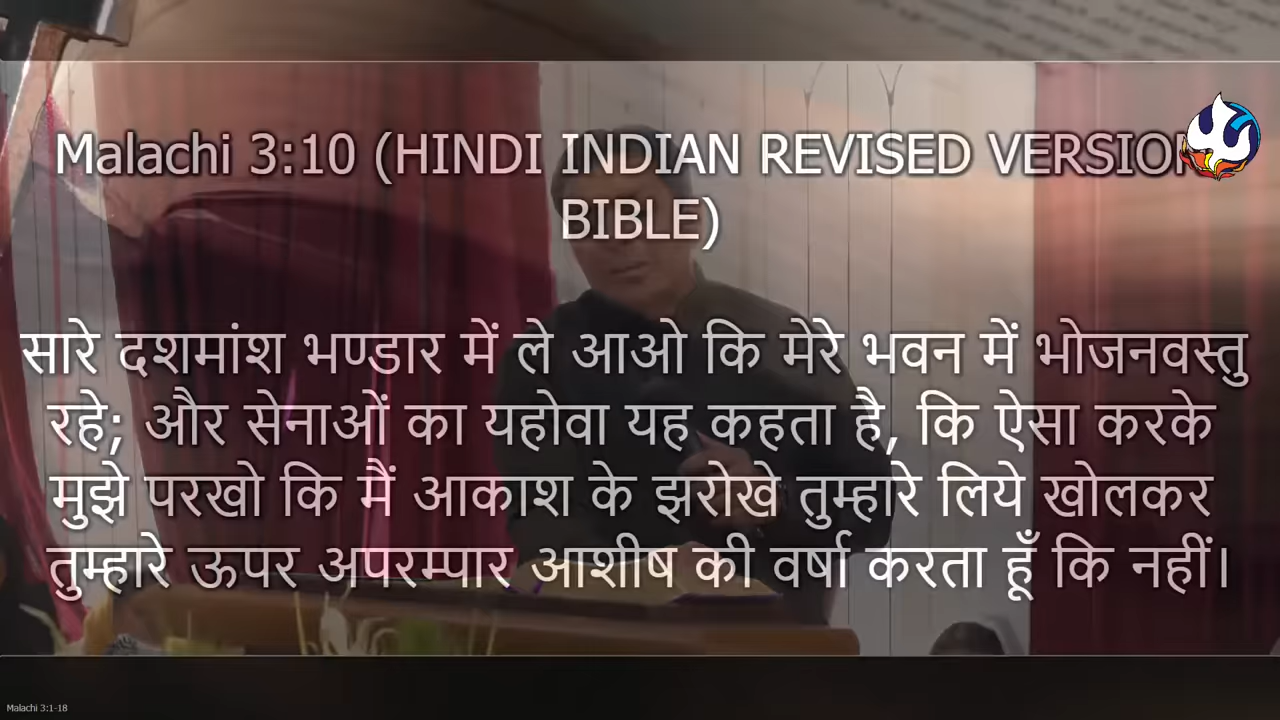 Malachi 3:10 (HINDI INDIAN REVISED VERSION
BIBLE)
सारे दशमांश भण्डार में ले आओ कि मेरे भवन में भोजनवस्तु
रहे; और सेनाओं का यहोवा यह कहता है, कि ऐसा करके
मुझे परखो कि मैं आकाश के झरोखे तुम्हारे लिये खोलकर
तुम्हारे ऊपर अपरम्पार आशीष की वर्षा करता हूँ कि नहीं।
Malachi 3:1-18